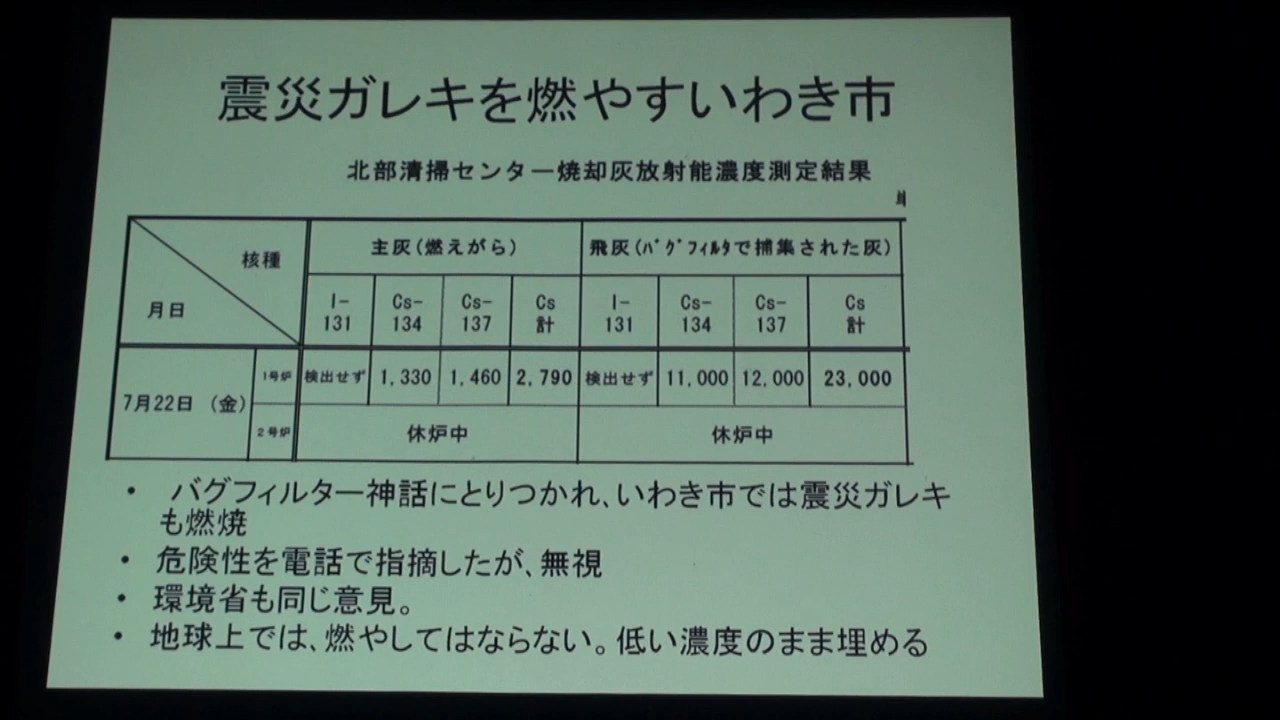 震災ガレキを燃やすいわき市
北部清掃センター焼却灰放射能濃度測定結果
核種
月日
主灰(燃えがら)
飛灰(ﾊﾞｸﾞﾌｨﾙﾀで捕集された灰)
I-131 Cs-134 Cs-137 Cs計 I-131 Cs-134 Cs-137 Cs計
7月22日 (金)
1号炉 検出せず 1,330 1,460 2,790 検出せず 11,000 12,000 23,000
2号炉 休炉中 休炉中
• バグフィルター神話にとりつかれ、いわき市では震災ガレキ
も燃焼
• 危険性を電話で指摘したが、無視
• 環境省も同じ意見。
• 地球上では、燃やしてはならない。低い濃度のまま埋める